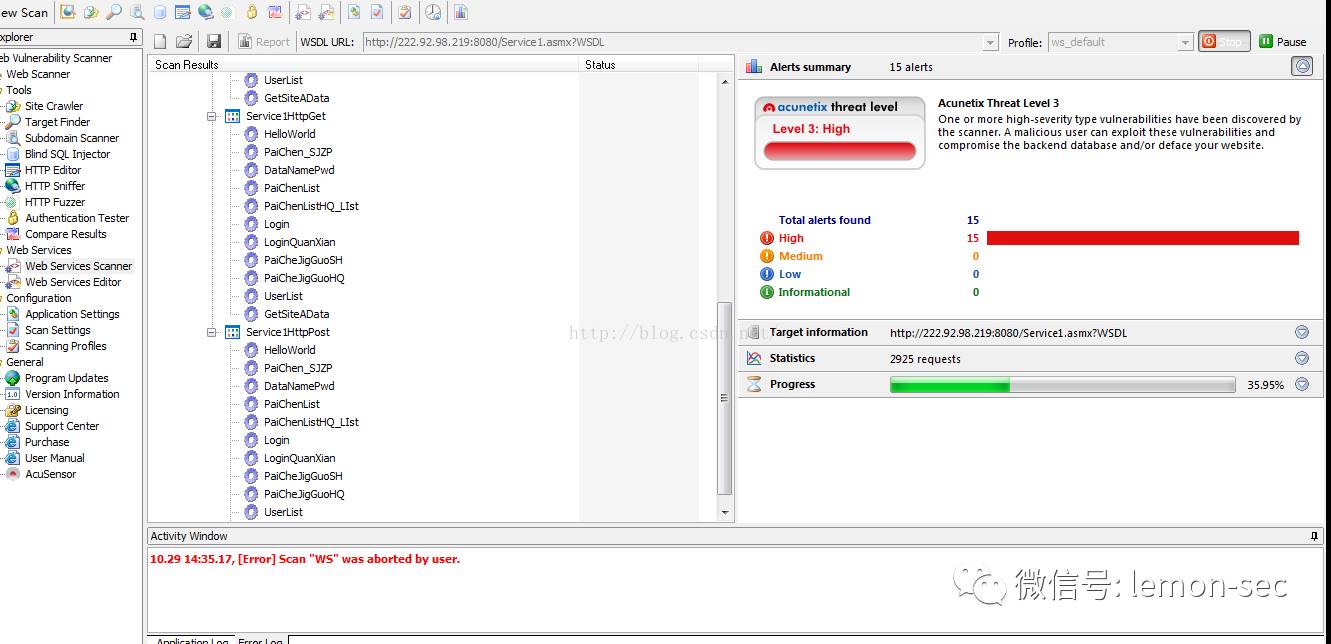 ew Scan
xplorer
eb Vulnerability Scanner
Web Scanner
Tools
Site Crawler
Target Finder
Subdomain Scanner
Blind SQL Injector
HTTP Editor
HTTP Sniffer
HTTP Fuzzer
Authentication Tester
Compare Results
Web Services
Web Services Scanner
Web Services Editor
Configuration
Application Settings
Scan Settings
Scanning Profiles
General
Program Updates
Version Information
Licensing
Support Center
Purchase
User Manual
AcuSensor
Report
WSDL URL: http://222.92.98.219:8080/Service1.asmx?WSDL
Profile: ws_default
Stop
Pause
Scan Results Status
UserList
GetSiteAData
Service1HttpGet
HelloWorld
PaiChen_SJZP
DataNamePwd
PaiChenList
PaiChenListHQ_LIst
Login
LoginQuanXian
PaiCheJigGuoSH
PaiCheJigGuoHQ
UserList
GetSiteAData
Service1HttpPost
HelloWorld
PaiChen_SJZP
DataNamePwd
PaiChenList
PaiChenListHQ_LIst
Login
LoginQuanXian
PaiCheJigGuoSH
PaiCheJigGuoHQ
UserList
Alerts summary 15 alerts
acunetix threat level
Level 3: High
Acunetix Threat Level 3
One or more high-severity type vulnerabilities have been discovered by
the scanner. A malicious user can exploit these vulnerabilities and
compromise the backend database and/or deface your website.
Total alerts found 15
High 15
Medium 0
Low 0
Informational 0
Target information http://222.92.98.219:8080/Service1.asmx?WSDL
Statistics 2925 requests
Progress 35.95%
http://blog.csdn.net/
Activity Window
10.29 14:35.17, [Error] Scan "WS" was aborted by user.
微信号: lemon-sec
Application Log Error Log